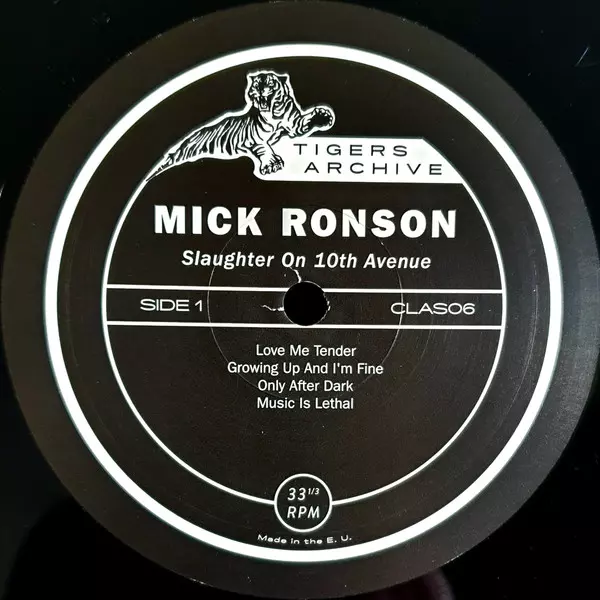 TIGERS
ARCHIVE
MICK RONSON
Slaughter On 10th Avenue
SIDE 1
CLAS06
Love Me Tender
Growing Up And I'm Fine
Only After Dark
Music Is Lethal
33 1/3
RPM
Made in the E. U.